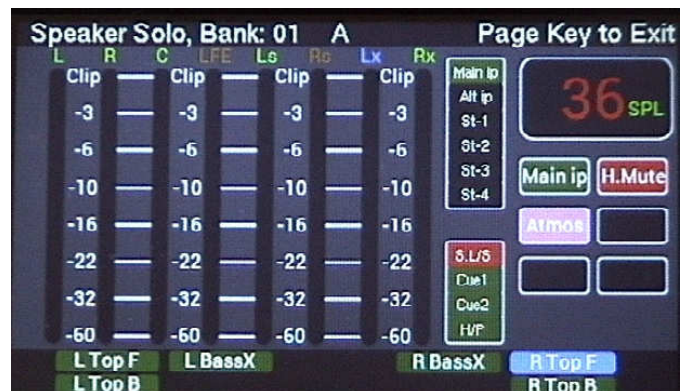 Speaker Solo, Bank: 01 A Page Key to Exit
L R C LFE Ls Rs Lx Rx
Clip Clip Clip Clip Main ip
-3 -3 -3 -3 Alt ip 36 SPL
St-1
-6 -6 -6 -6 St-2
St-3
-10 -10 -10 -10 St-4 Main ip H.Mute
-16 -16 -16 -16 Atmos
-22 -22 -22 -22 S.L/S
Cue1
-32 -32 -32 -32 Cue2
-60 -60 -60 -60 H/P
L Top F L BassX R BassX R Top F
L Top B R Top B